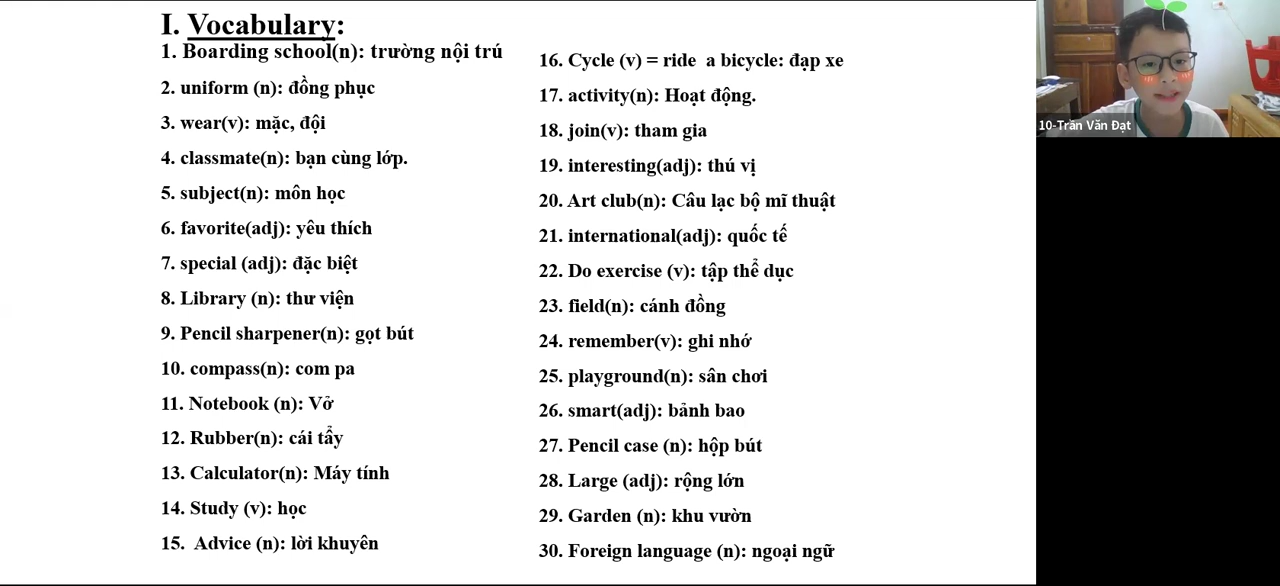 I. Vocabulary:
1. Boarding school(n): trường nội trú
2. uniform (n): đồng phục
3. wear(v): mặc, đội
4. classmate(n): bạn cùng lớp.
5. subject(n): môn học
6. favorite(adj): yêu thích
7. special (adj): đặc biệt
8. Library (n): thư viện
9. Pencil sharpener(n): gọt bút
10. compass(n): com pa
11. Notebook (n): Vở
12. Rubber(n): cái tẩy
13. Calculator(n): Máy tính
14. Study (v): học
15. Advice (n): lời khuyên
16. Cycle (v) = ride a bicycle: đạp xe
17. activity(n): Hoạt động.
18. join(v): tham gia
19. interesting(adj): thú vị
20. Art club(n): Câu lạc bộ mĩ thuật
21. international(adj): quốc tế
22. Do exercise (v): tập thể dục
23. field(n): cánh đồng
24. remember(v): ghi nhớ
25. playground(n): sân chơi
26. smart(adj): bảnh bao
27. Pencil case (n): hộp bút
28. Large (adj): rộng lớn
29. Garden (n): khu vườn
30. Foreign language (n): ngoại ngữ
10-Trần Văn Đạt